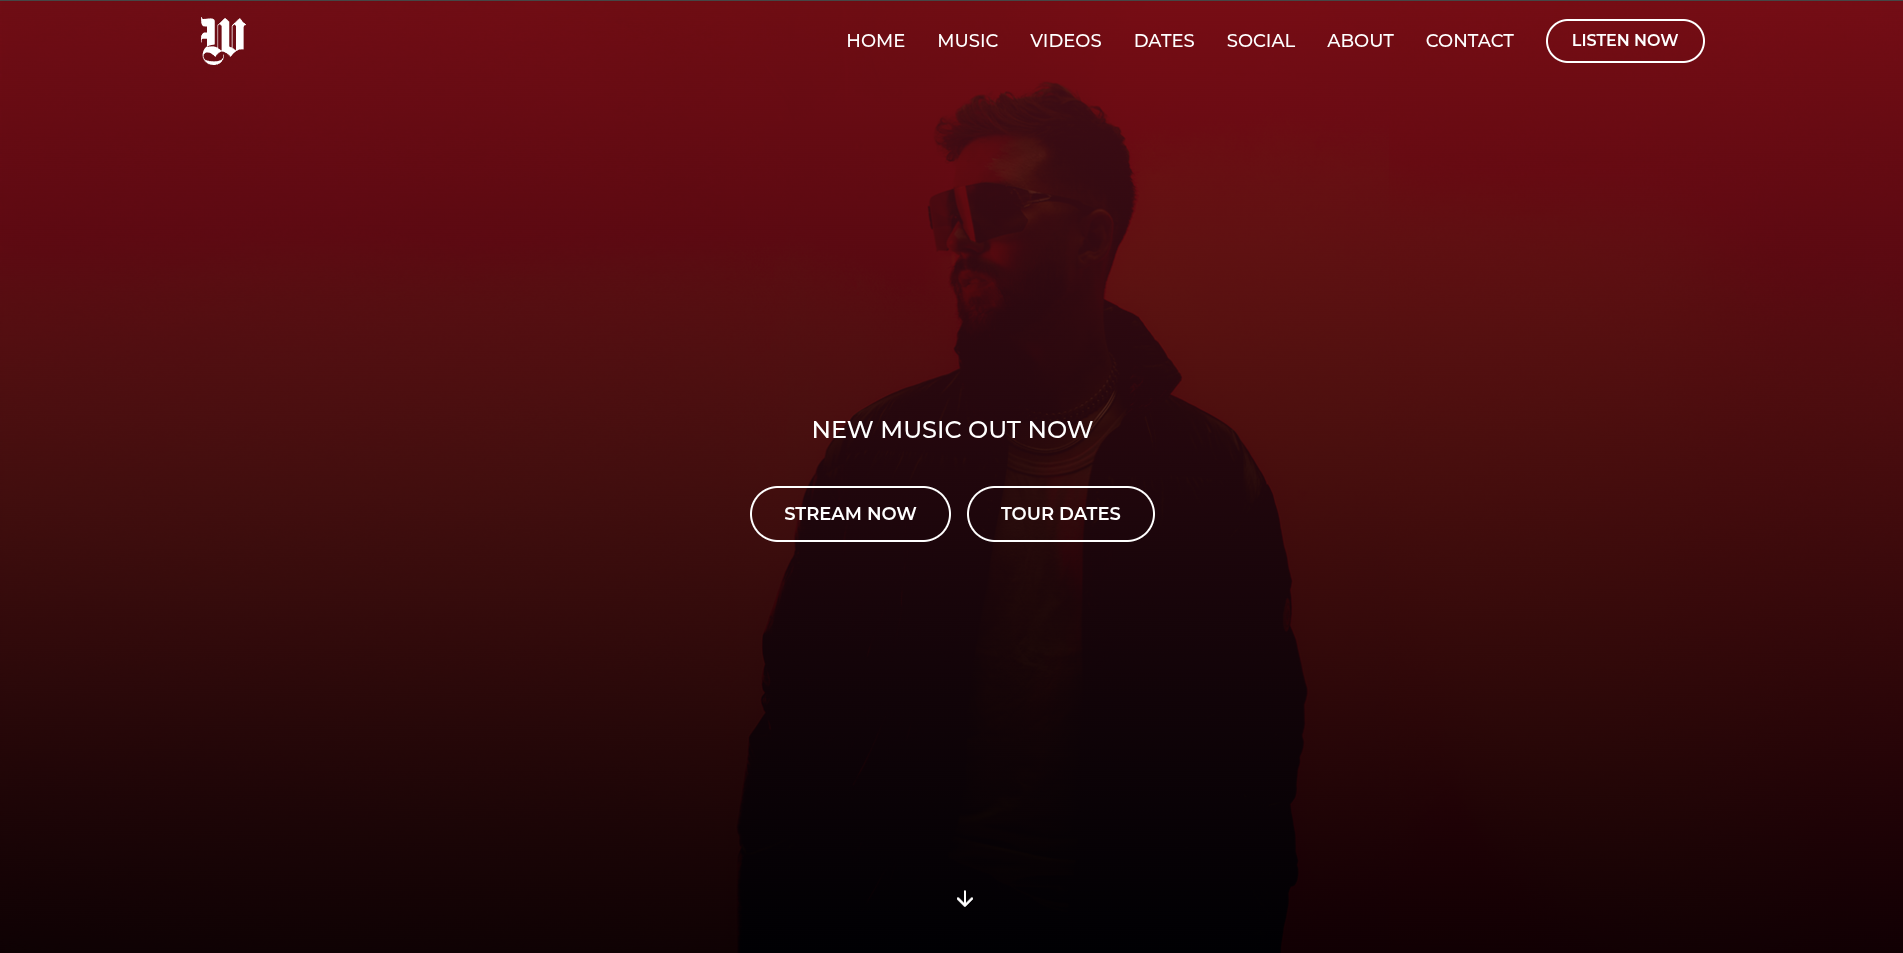 W
HOME MUSIC VIDEOS DATES SOCIAL ABOUT CONTACT LISTEN NOW
NEW MUSIC OUT NOW
STREAM NOW TOUR DATES